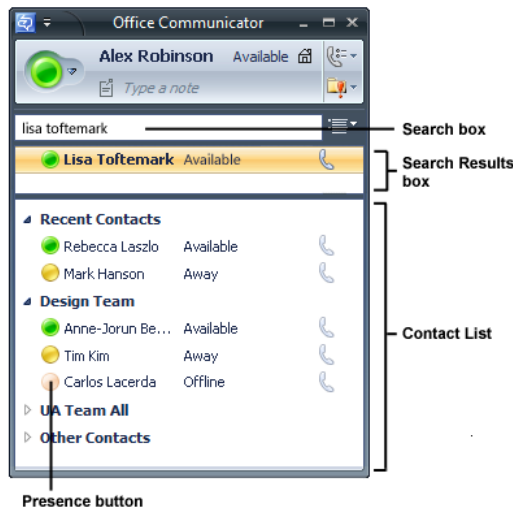 Office Communicator
Alex Robinson Available
Type a note
lisa toftemark
Search box
Lisa Toftemark Available
Search Results
box
Recent Contacts
Rebecca Laszlo Available
Mark Hanson Away
Design Team
Anne-Jorun Be... Available
Contact List
Tim Kim Away
Carlos Lacerda Offline
UA Team All
Other Contacts
Presence button